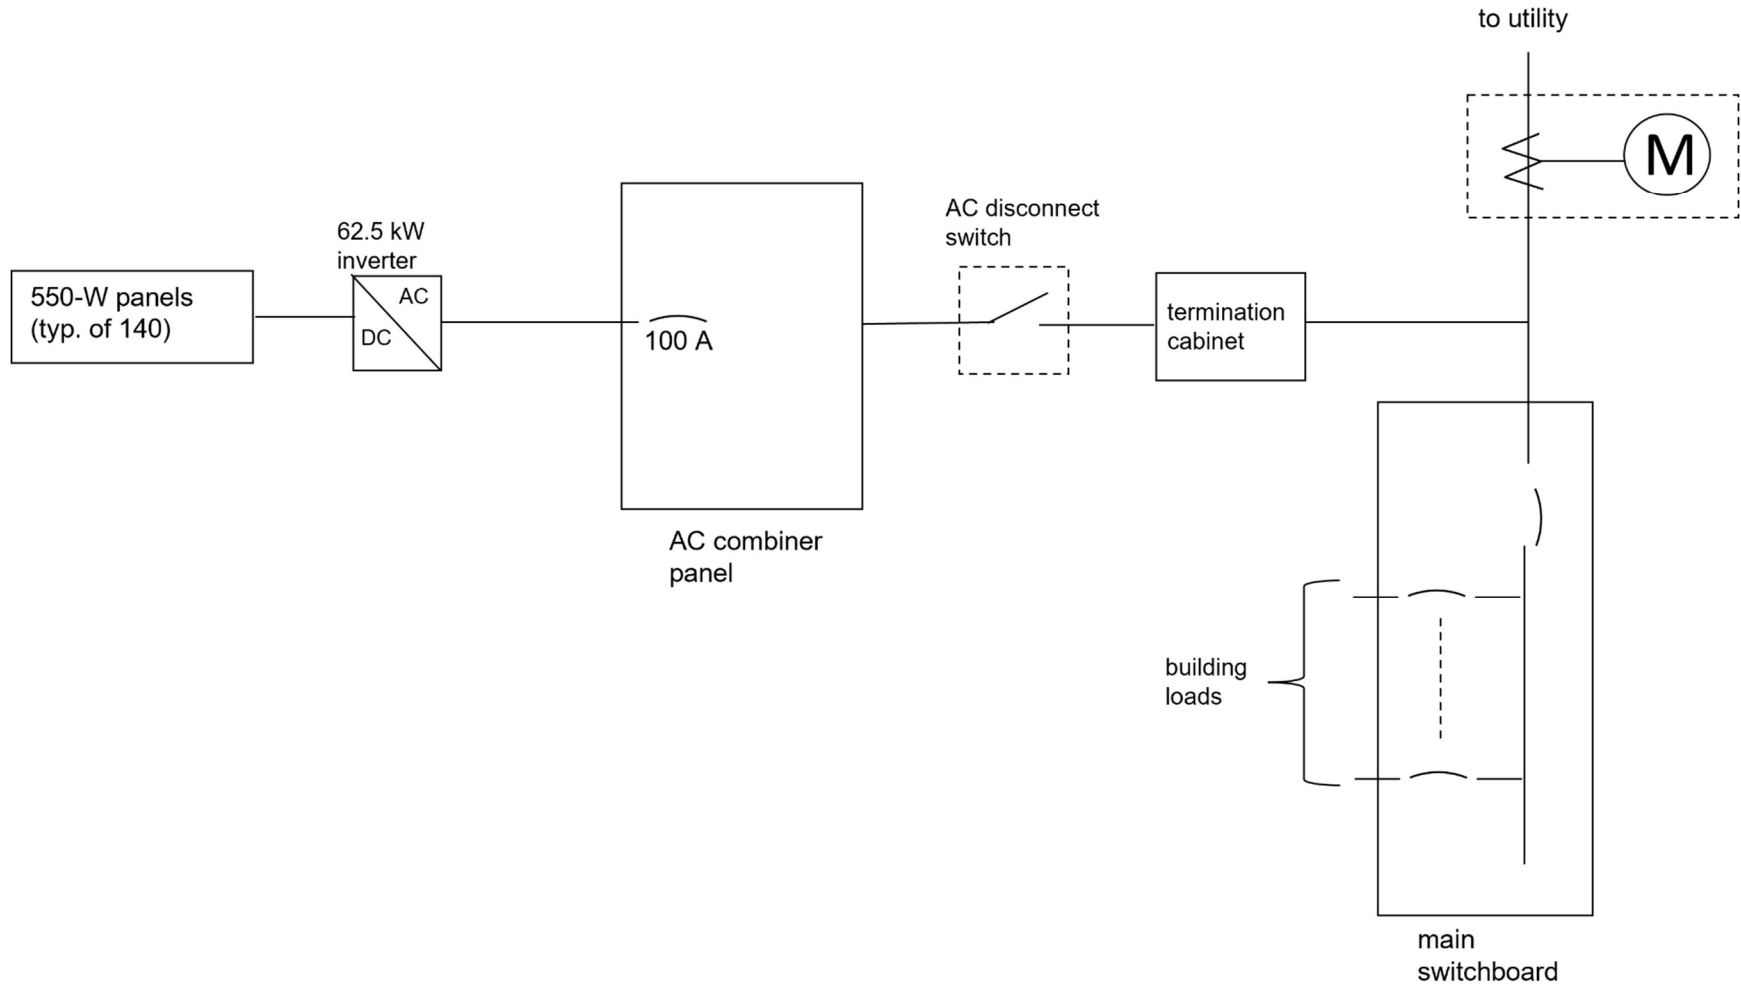 to utility
M
AC disconnect
switch
62.5 kW
inverter
AC
DC
550-W panels
(typ. of 140)
100 A
termination
cabinet
AC combiner
panel
building
loads
main
switchboard